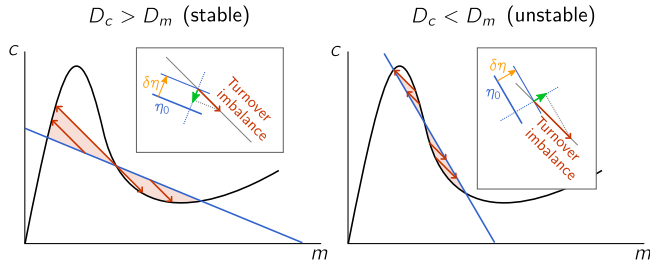 D_c > D_m (stable)
c
δη
η_0
Turnover
imbalance
m
D_c < D_m (unstable)
c
δη
η_0
Turnover
imbalance
m